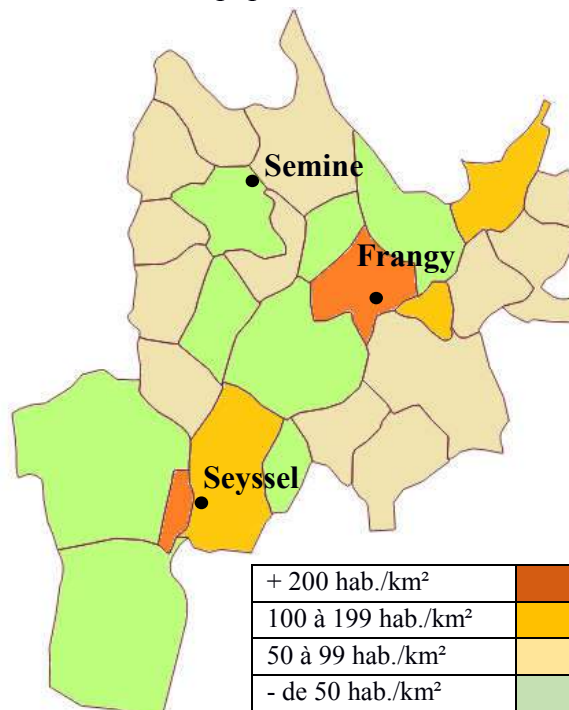 Semine
Frangy
Seyssel
+ 200 hab./km²
100 à 199 hab./km²
50 à 99 hab./km²
- de 50 hab./km²